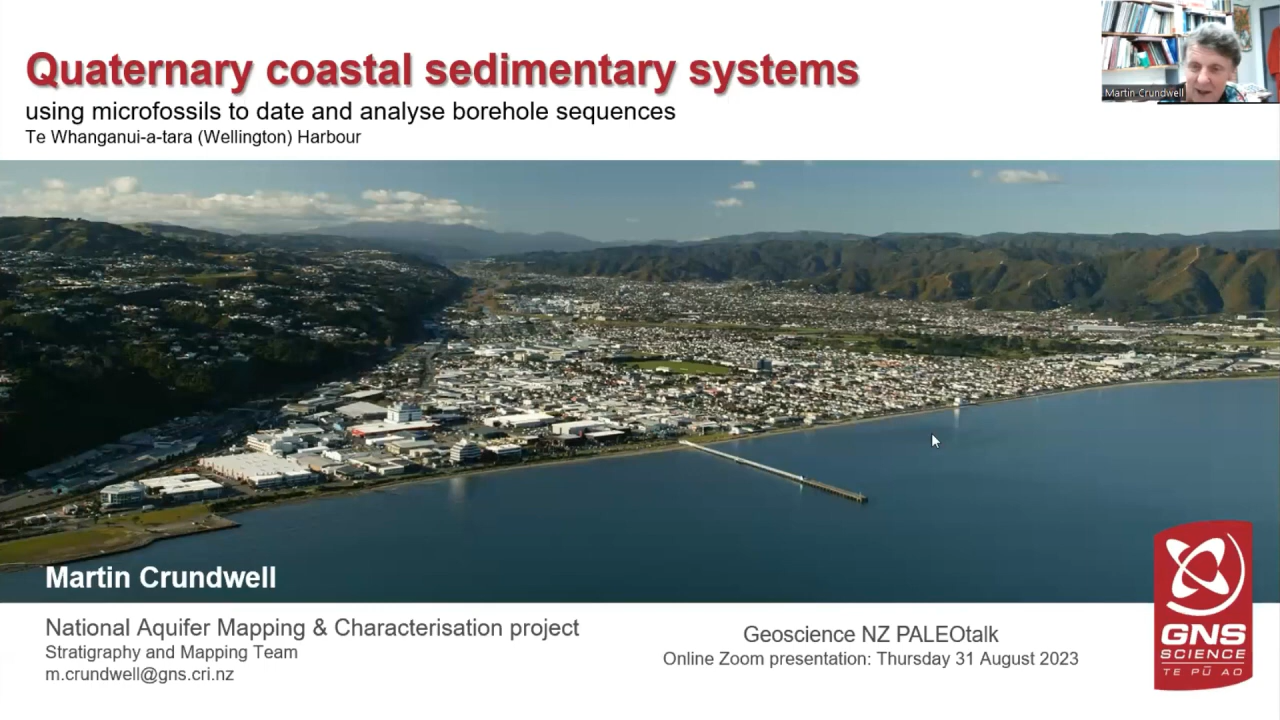 Quaternary coastal sedimentary systems
using microfossils to date and analyse borehole sequences
Te Whanganui-a-tara (Wellington) Harbour
Martin Crundwell
Martin Crundwell
National Aquifer Mapping & Characterisation project
Stratigraphy and Mapping Team
m.crundwell@gns.cri.nz
Geoscience NZ PALEOtalk
Online Zoom presentation: Thursday 31 August 2023
GNS
SCIENCE
TE PŪ AO